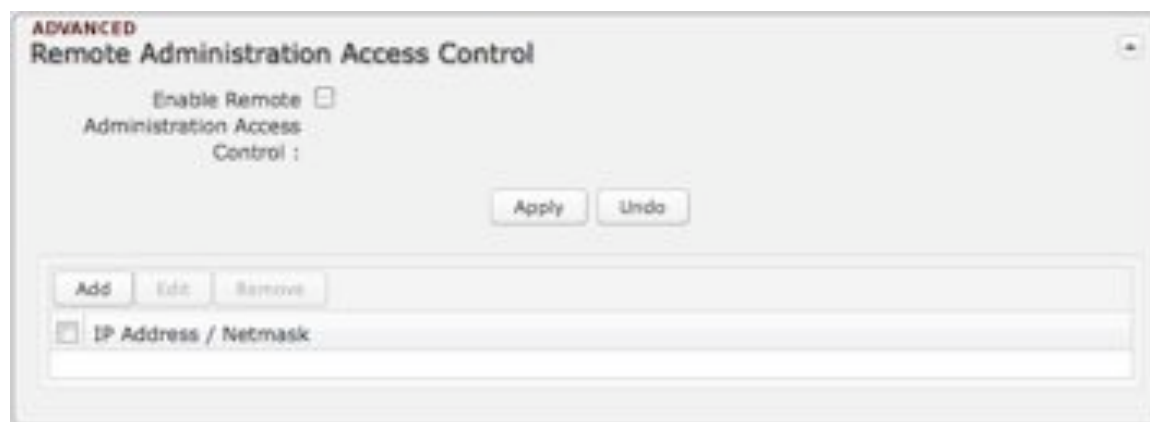 ADVANCED
Remote Administration Access Control
Enable Remote
Administration Access
Control :
Apply Undo
Add Edit Remove
IP Address / Netmask